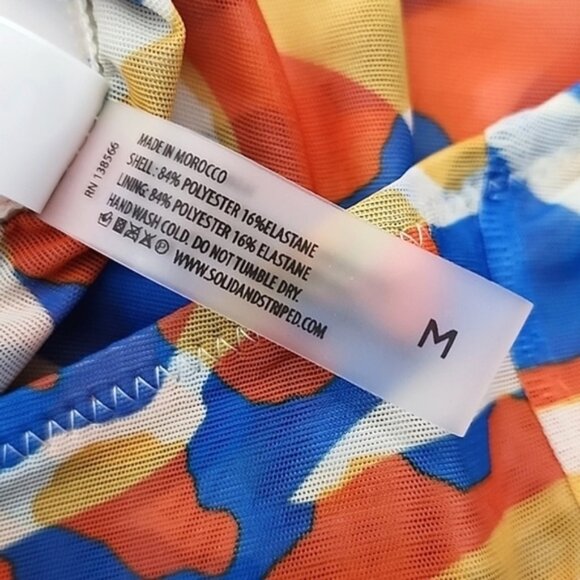 RN 138566
MADE IN MOROCCO
SHELL: 84% POLYESTER 16%ELASTANE
LINING: 84% POLYESTER 16% ELASTANE
HAND WASH COLD. DO NOT TUMBLE DRY.
WWW.SOLIDANDSTRIPED.COM
M